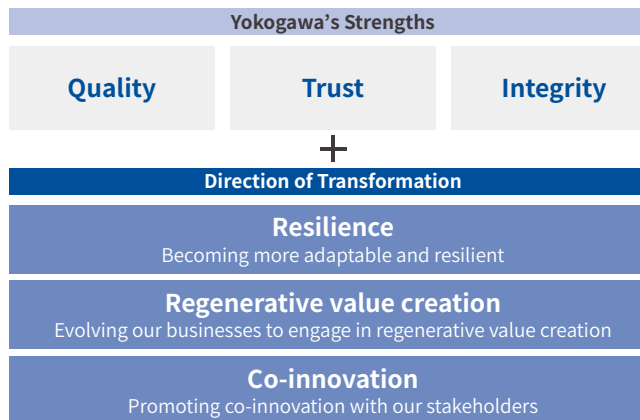 Yokogawa's Strengths
Quality
Trust
Integrity
+
Direction of Transformation
Resilience
Becoming more adaptable and resilient
Regenerative value creation
Evolving our businesses to engage in regenerative value creation
Co-innovation
Promoting co-innovation with our stakeholders